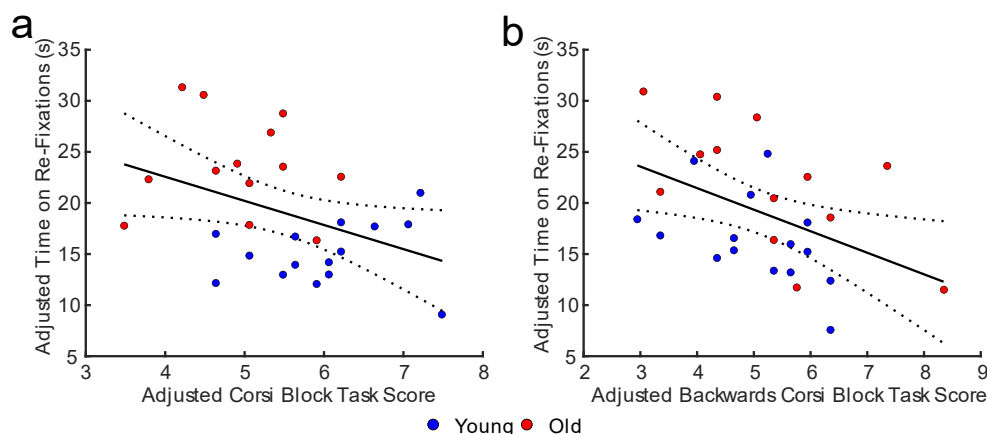 a
Adjusted Time on Re-Fixations (s)
35
30
25
20
15
10
5
3 4 5 6 7 8
Adjusted Corsi Block Task Score
b
Adjusted Time on Re-Fixations (s)
35
30
25
20
15
10
5
2 3 4 5 6 7 8 9
Adjusted Backwards Corsi Block Task Score
Young Old